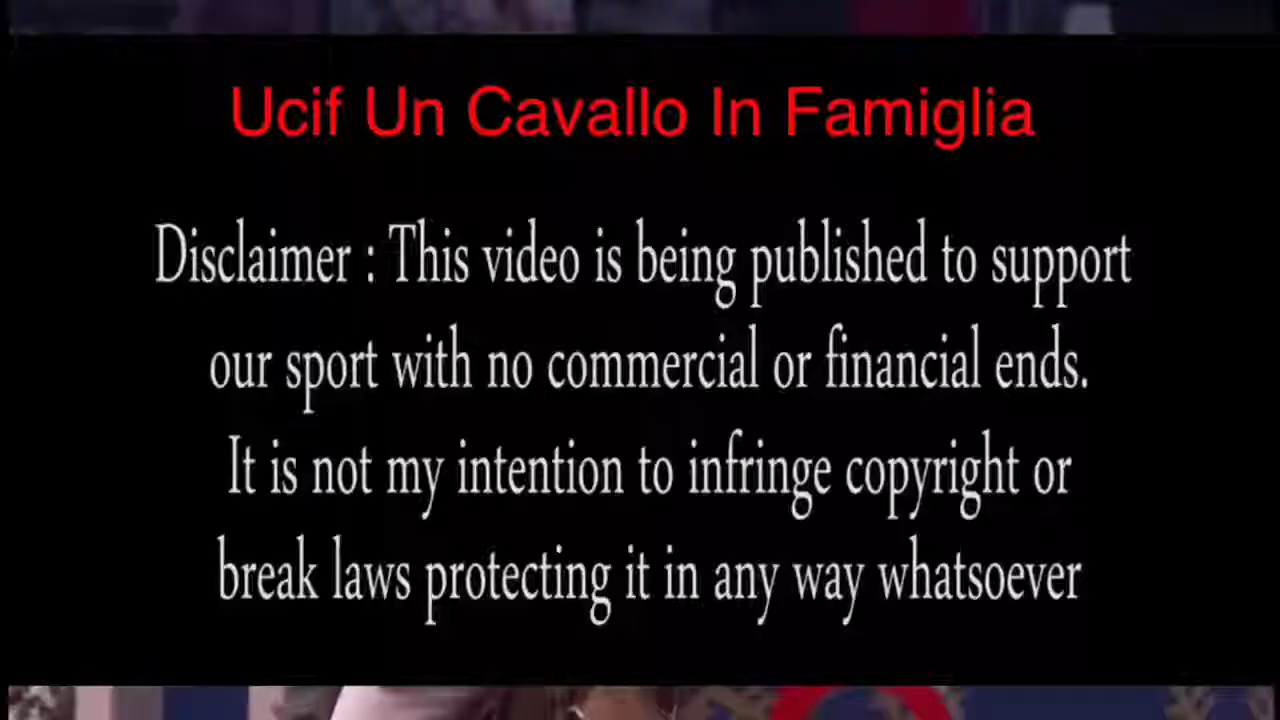 Ucif Un Cavallo In Famiglia
Disclaimer : This video is being published to support
our sport with no commercial or financial ends.
It is not my intention to infringe copyright or
break laws protecting it in any way whatsoever